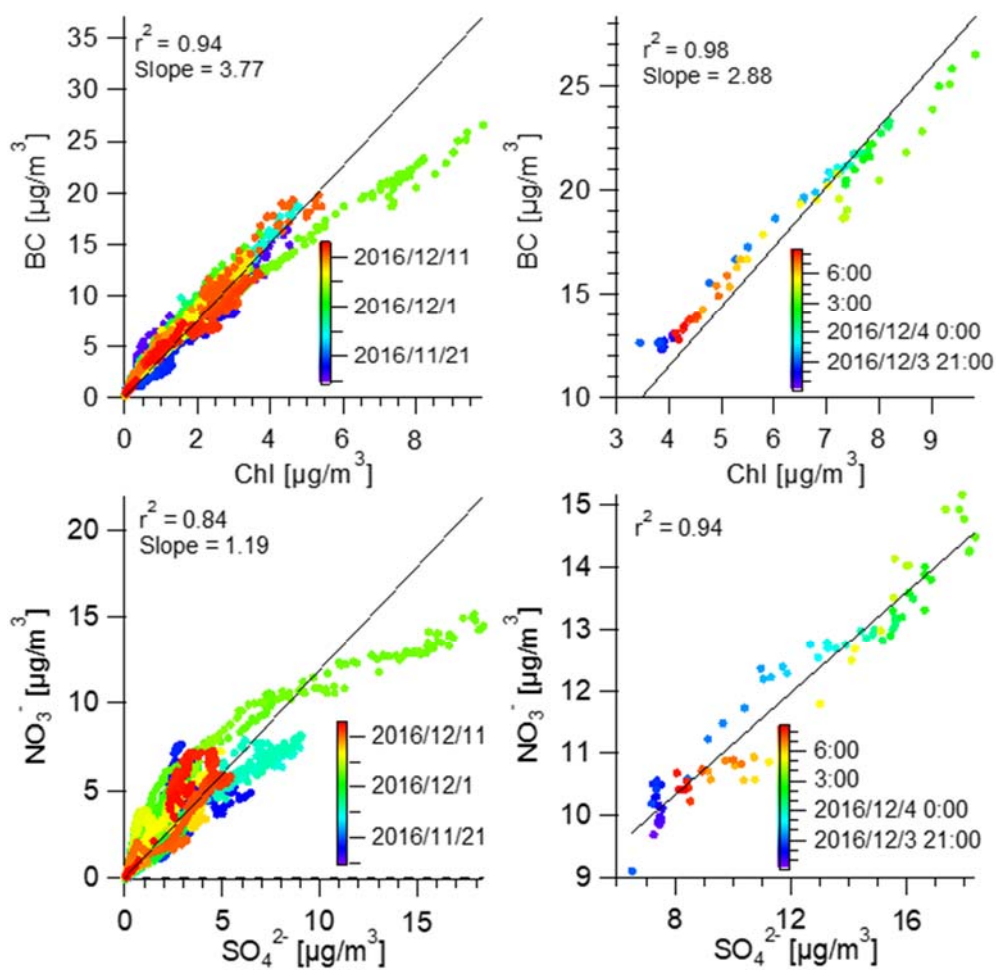 r² = 0.94
Slope = 3.77
35
30
25
20
15
10
5
0
BC [µg/m³]
2016/12/11
2016/12/1
2016/11/21
0 2 4 6 8
Chl [µg/m³]
r² = 0.98
Slope = 2.88
25
20
15
10
BC [µg/m³]
6:00
3:00
2016/12/4 0:00
2016/12/3 21:00
3 4 5 6 7 8 9
Chl [µg/m³]
r² = 0.84
Slope = 1.19
20
15
10
5
0
NO₃⁻ [µg/m³]
2016/12/11
2016/12/1
2016/11/21
0 5 10 15
SO₄²⁻ [µg/m³]
r² = 0.94
15
14
13
12
11
10
9
NO₃⁻ [µg/m³]
6:00
3:00
2016/12/4 0:00
2016/12/3 21:00
8 12 16
SO₄²⁻ [µg/m³]